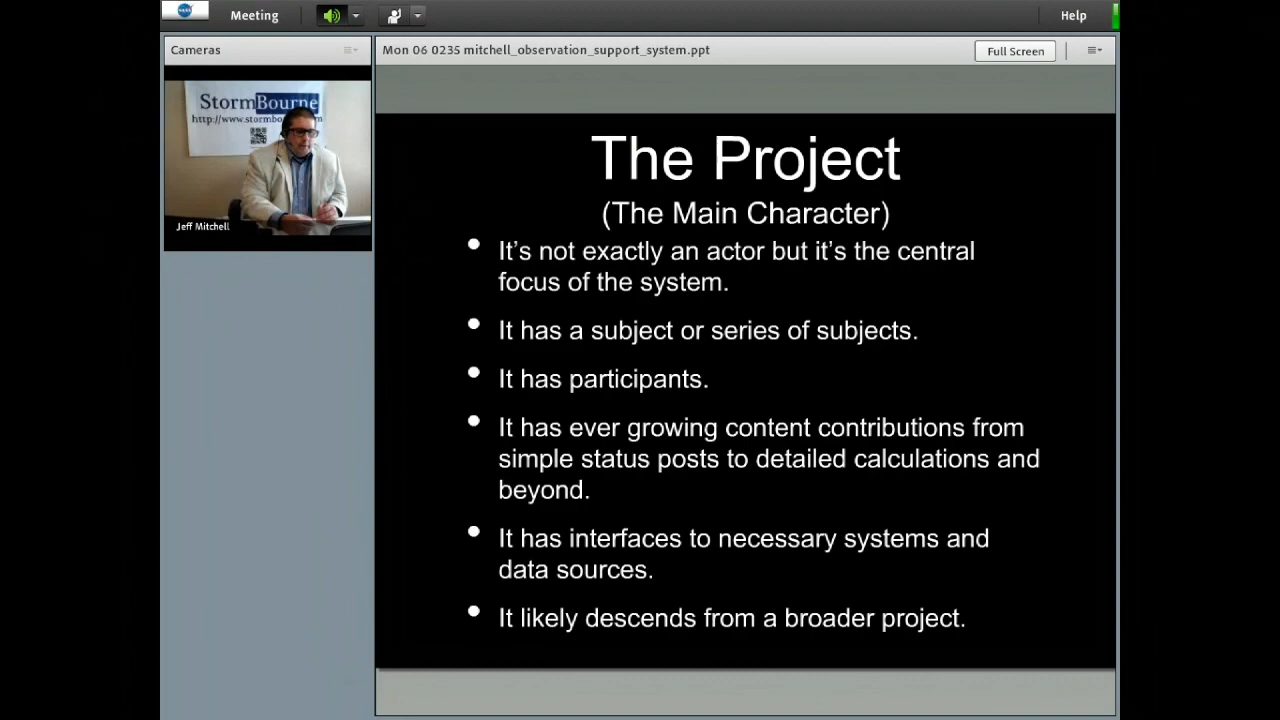 Meeting
Help
Cameras
Mon 06 0235 mitchell_observation_support_system.ppt
Full Screen
StormBourne
http://www.stormbo
Jeff Mitchell
The Project
(The Main Character)
It’s not exactly an actor but it’s the central
focus of the system.
It has a subject or series of subjects.
It has participants.
It has ever growing content contributions from
simple status posts to detailed calculations and
beyond.
It has interfaces to necessary systems and
data sources.
It likely descends from a broader project.